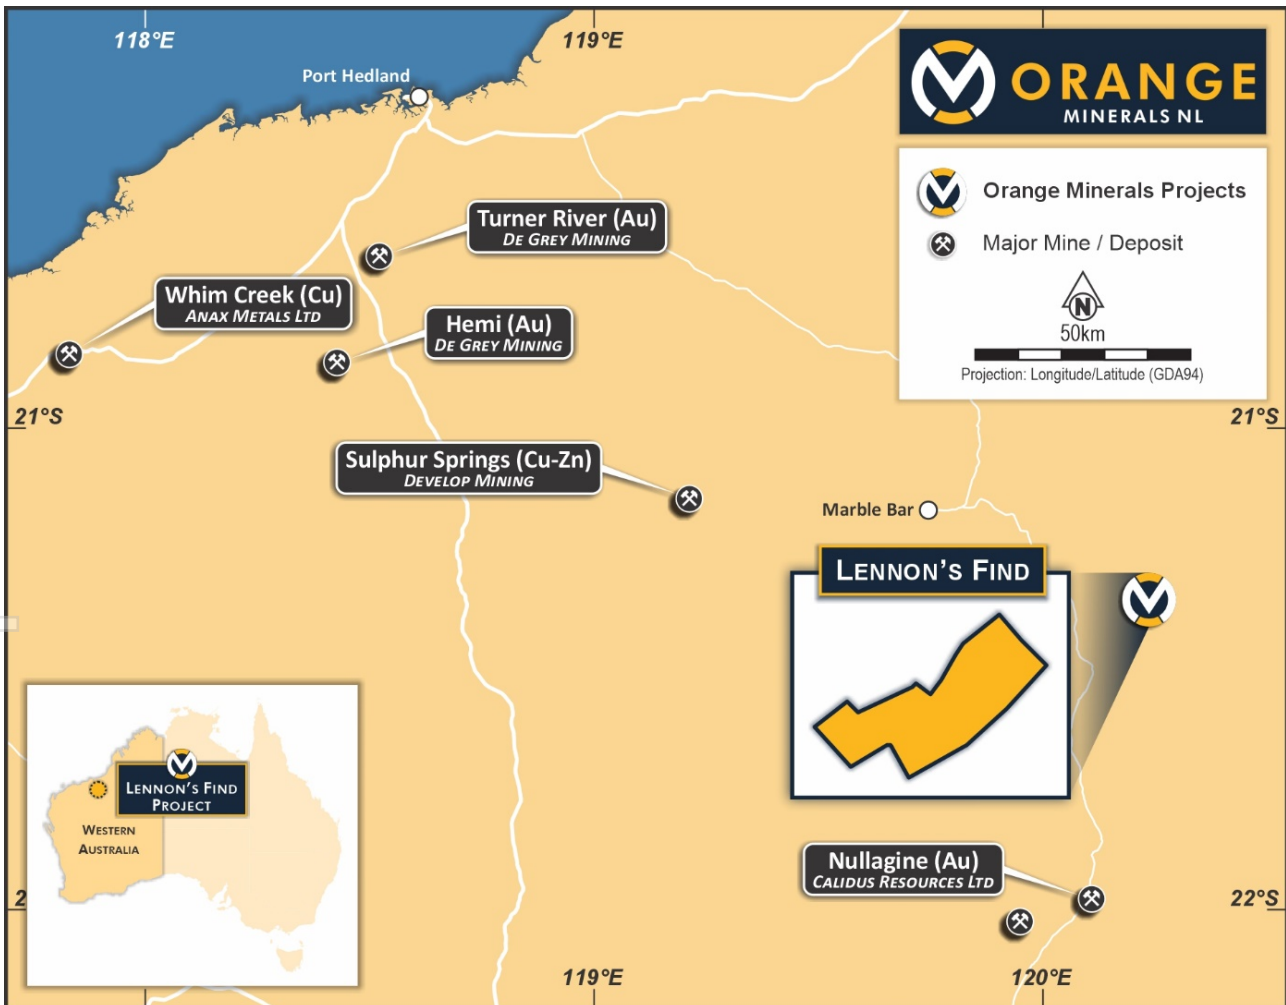 118°E
119°E
Port Hedland
ORANGE
MINERALS NL
Orange Minerals Projects
Major Mine / Deposit
N
50km
Projection: Longitude/Latitude (GDA94)
Turner River (Au)
DE GREY MINING
Whim Creek (Cu)
ANAX METALS LTD
Hemi (Au)
DE GREY MINING
21°S
21°S
Sulphur Springs (Cu-Zn)
DEVELOP MINING
Marble Bar
LENNON'S FIND
LENNON'S FIND
PROJECT
WESTERN
AUSTRALIA
Nullagine (Au)
CALIDUS RESOURCES LTD
2
22°S
119°E
120°E